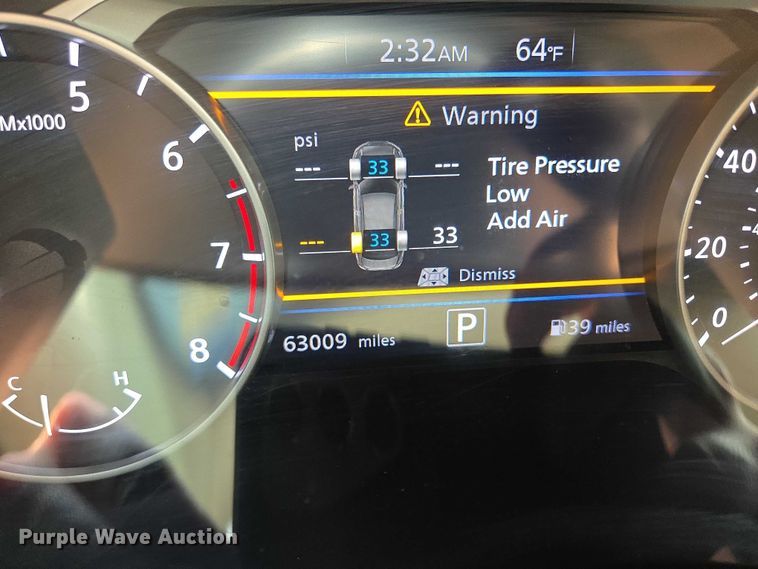 2:32AM 64°F
5
Mx1000
6
7
8
C H
⚠ Warning
psi
--- 33 ---
Tire Pressure
Low
Add Air
--- 33 33
Dismiss
63009 miles P 39 miles
40
20
0
Purple Wave Auction